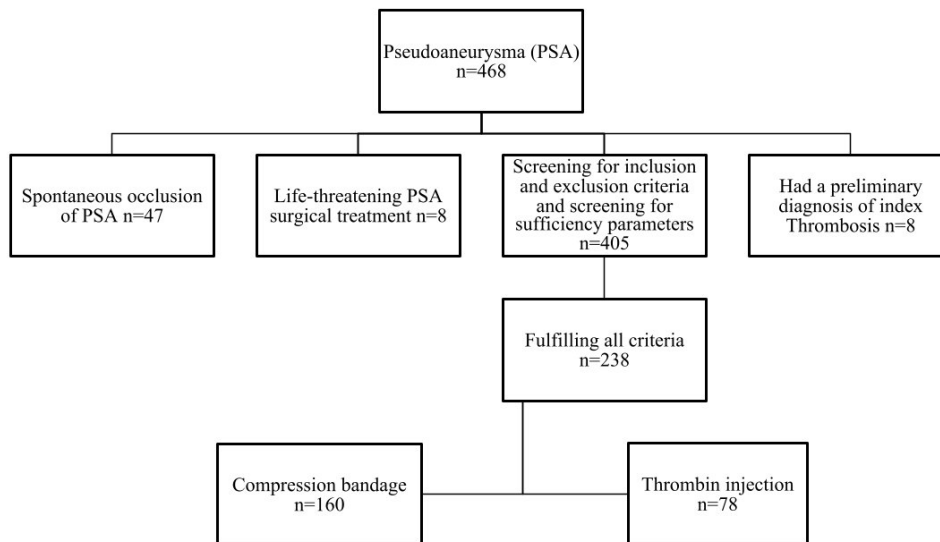 Pseudoaneurysma (PSA)
n=468
Spontaneous occlusion
of PSA n=47
Life-threatening PSA
surgical treatment n=8
Screening for inclusion
and exclusion criteria
and screening for
sufficiency parameters
n=405
Had a preliminary
diagnosis of index
Thrombosis n=8
Fulfilling all criteria
n=238
Compression bandage
n=160
Thrombin injection
n=78